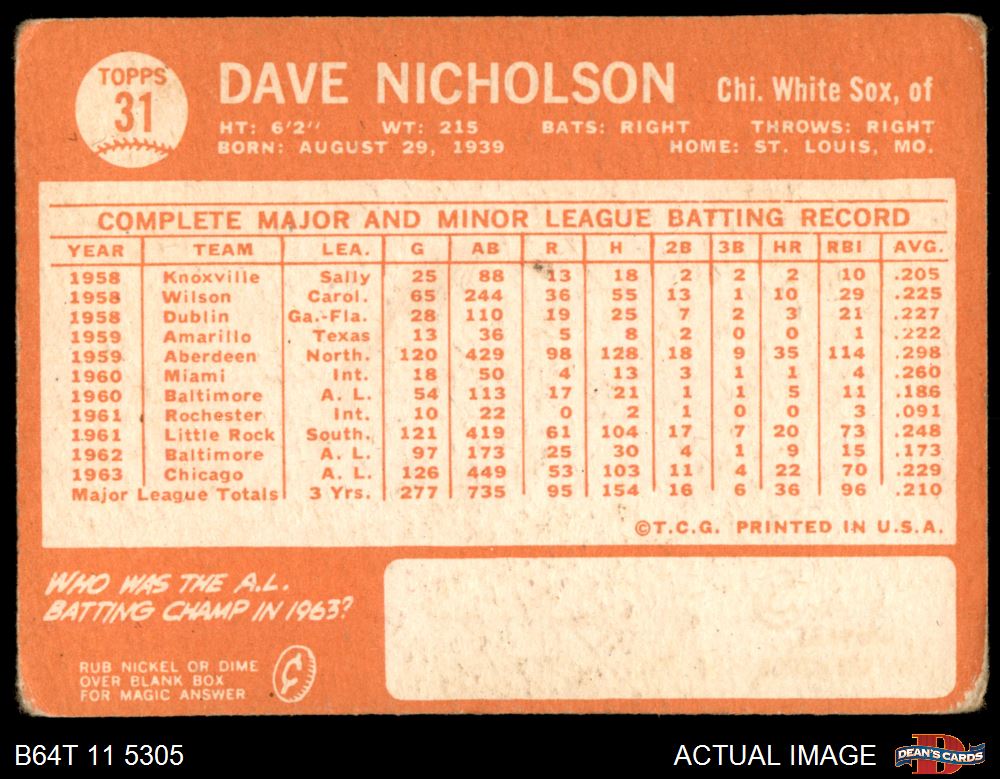 TOPPS
31
DAVE NICHOLSON Chi. White Sox, of
HT: 6'2" WT: 215 BATS: RIGHT THROWS: RIGHT
BORN: AUGUST 29, 1939 HOME: ST. LOUIS, MO.
COMPLETE MAJOR AND MINOR LEAGUE BATTING RECORD
YEAR TEAM LEA. G AB R H 2B 3B HR RBI AVG.
1958 Knoxville Sally 25 88 13 18 2 2 2 10 .205
1958 Wilson Carol. 65 244 36 55 13 1 10 29 .225
1958 Dublin Ga.-Fla. 28 110 19 25 7 2 3 21 .227
1959 Amarillo Texas 13 36 5 8 2 0 0 1 .222
1959 Aberdeen North. 120 429 98 128 18 9 35 114 .298
1960 Miami Int. 18 50 4 13 3 1 1 4 .260
1960 Baltimore A. L. 54 113 17 21 1 1 5 11 .186
1961 Rochester Int. 10 22 0 2 1 0 0 3 .091
1961 Little Rock South. 121 419 61 104 17 7 20 73 .248
1962 Baltimore A. L. 97 173 25 30 4 1 9 15 .173
1963 Chicago A. L. 126 449 53 103 11 4 22 70 .229
Major League Totals 3 Yrs. 277 735 95 154 16 6 36 96 .210
©T.C.G. PRINTED IN U.S.A.
WHO WAS THE A.L.
BATTING CHAMP IN 1963?
RUB NICKEL OR DIME
OVER BLANK BOX
FOR MAGIC ANSWER
¢
B64T 11 5305 ACTUAL IMAGE
D
DEAN'S CARDS